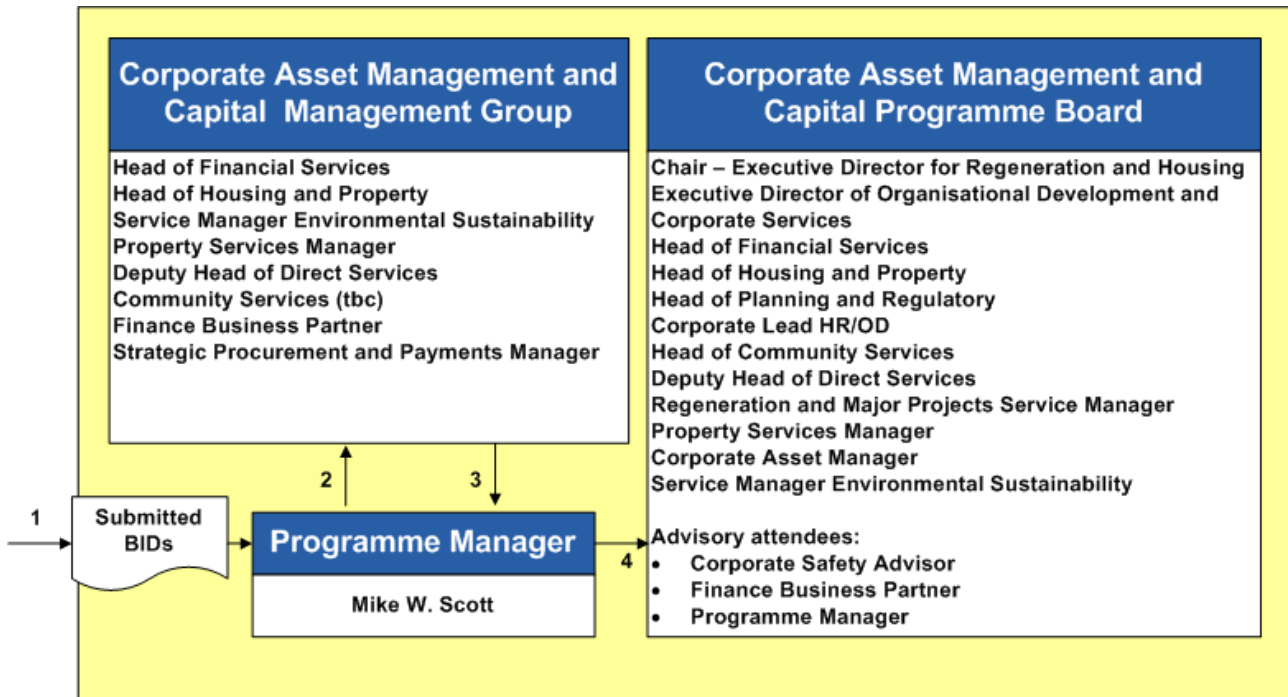 Corporate Asset Management and
Capital Management Group
Head of Financial Services
Head of Housing and Property
Service Manager Environmental Sustainability
Property Services Manager
Deputy Head of Direct Services
Community Services (tbc)
Finance Business Partner
Strategic Procurement and Payments Manager
Corporate Asset Management and
Capital Programme Board
Chair – Executive Director for Regeneration and Housing
Executive Director of Organisational Development and
Corporate Services
Head of Financial Services
Head of Housing and Property
Head of Planning and Regulatory
Corporate Lead HR/OD
Head of Community Services
Deputy Head of Direct Services
Regeneration and Major Projects Service Manager
Property Services Manager
Corporate Asset Manager
Service Manager Environmental Sustainability
Advisory attendees:
• Corporate Safety Advisor
• Finance Business Partner
• Programme Manager
1
Submitted
BIDs
2
3
Programme Manager
Mike W. Scott
4